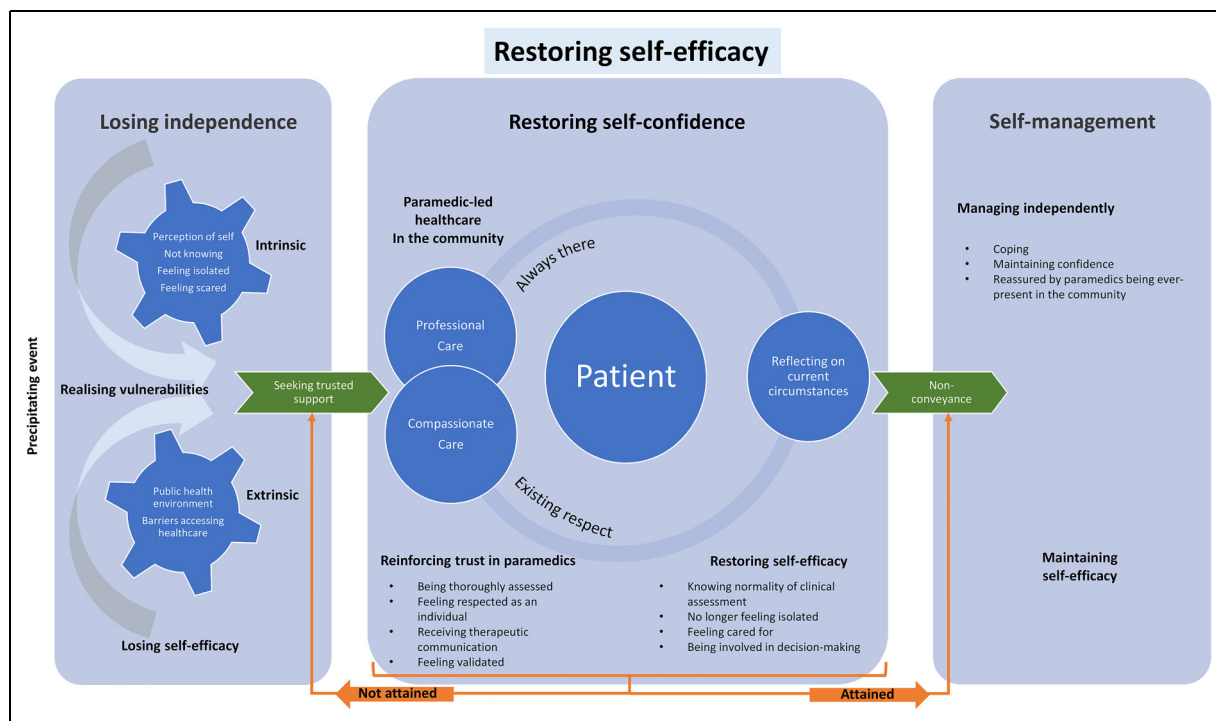 Restoring self-efficacy
Precipitating event
Losing independence
Perception of self
Not knowing
Feeling isolated
Feeling scared
Intrinsic
Realising vulnerabilities
Seeking trusted
support
Public health
environment
Barriers accessing
healthcare
Extrinsic
Losing self-efficacy
Restoring self-confidence
Paramedic-led
healthcare
In the community
Always there
Professional
Care
Compassionate
Care
Patient
Reflecting on
current
circumstances
Existing respect
Reinforcing trust in paramedics
• Being thoroughly assessed
• Feeling respected as an
individual
• Receiving therapeutic
communication
• Feeling validated
Restoring self-efficacy
• Knowing normality of clinical
assessment
• No longer feeling isolated
• Feeling cared for
• Being involved in decision-making
Non-
conveyance
Self-management
Managing independently
• Coping
• Maintaining confidence
• Reassured by paramedics being ever-
present in the community
Maintaining
self-efficacy
Not attained
Attained